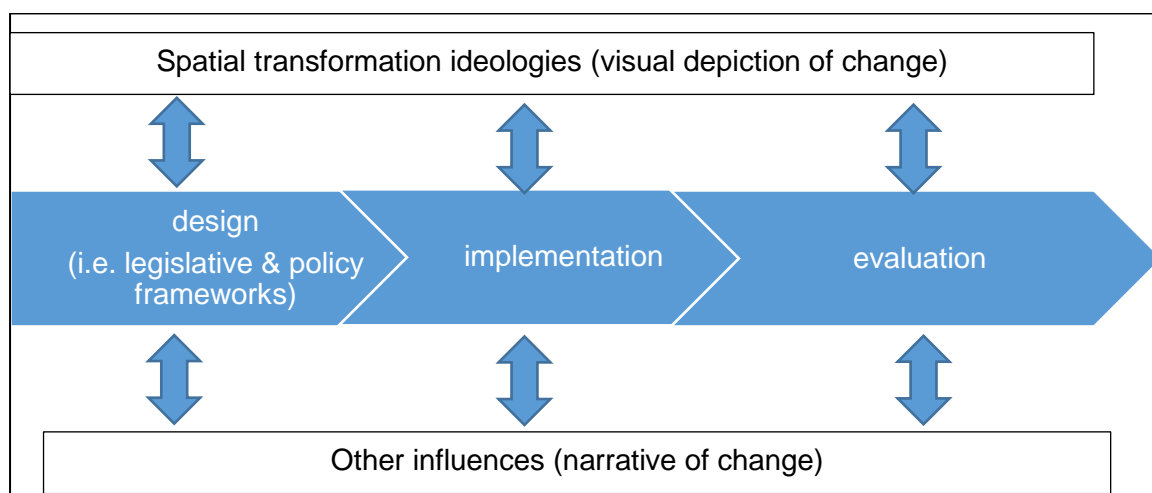 Spatial transformation ideologies (visual depiction of change)
design
(i.e. legislative & policy
frameworks)
implementation
evaluation
Other influences (narrative of change)